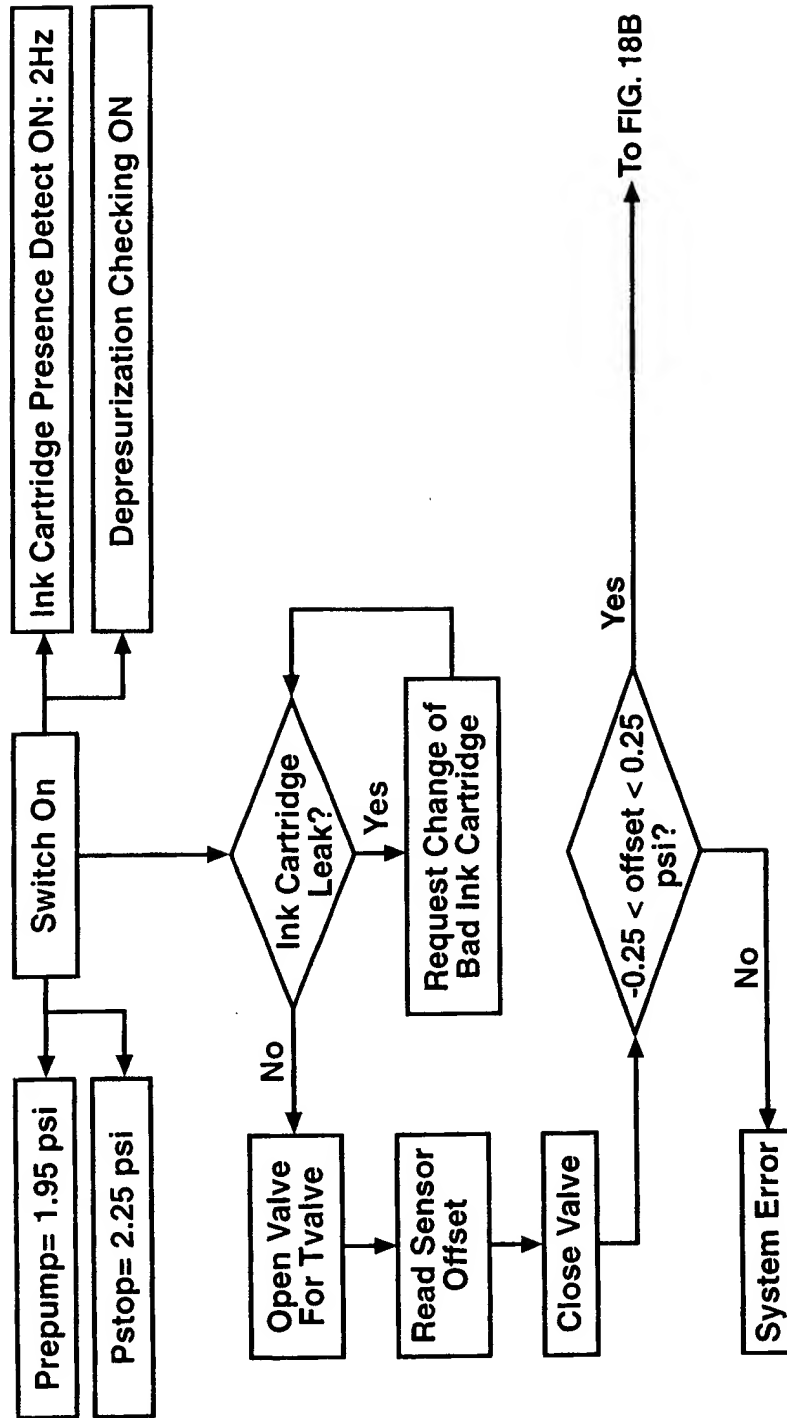 Prepump= 1.95 psi
Pstop= 2.25 psi
Switch On
Ink Cartridge Presence Detect ON: 2Hz
Depresurization Checking ON
Ink Cartridge
Leak?
No
Yes
Request Change of
Bad Ink Cartridge
Open Valve
For Tvalve
Read Sensor
Offset
Close Valve
-0.25 < offset < 0.25
psi?
Yes
To FIG. 18B
No
System Error